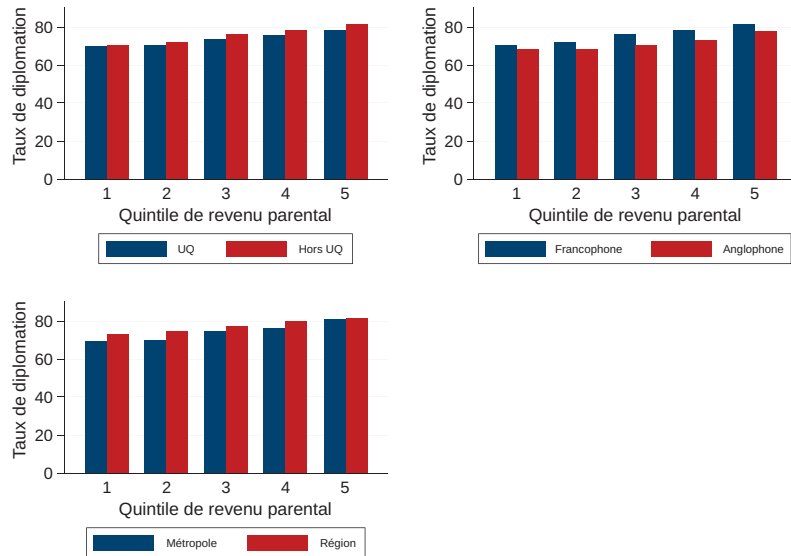 Taux de diplomation
80
60
40
20
0
1 2 3 4 5
Quintile de revenu parental
UQ Hors UQ
Taux de diplomation
80
60
40
20
0
1 2 3 4 5
Quintile de revenu parental
Francophone Anglophone
Taux de diplomation
80
60
40
20
0
1 2 3 4 5
Quintile de revenu parental
Métropole Région